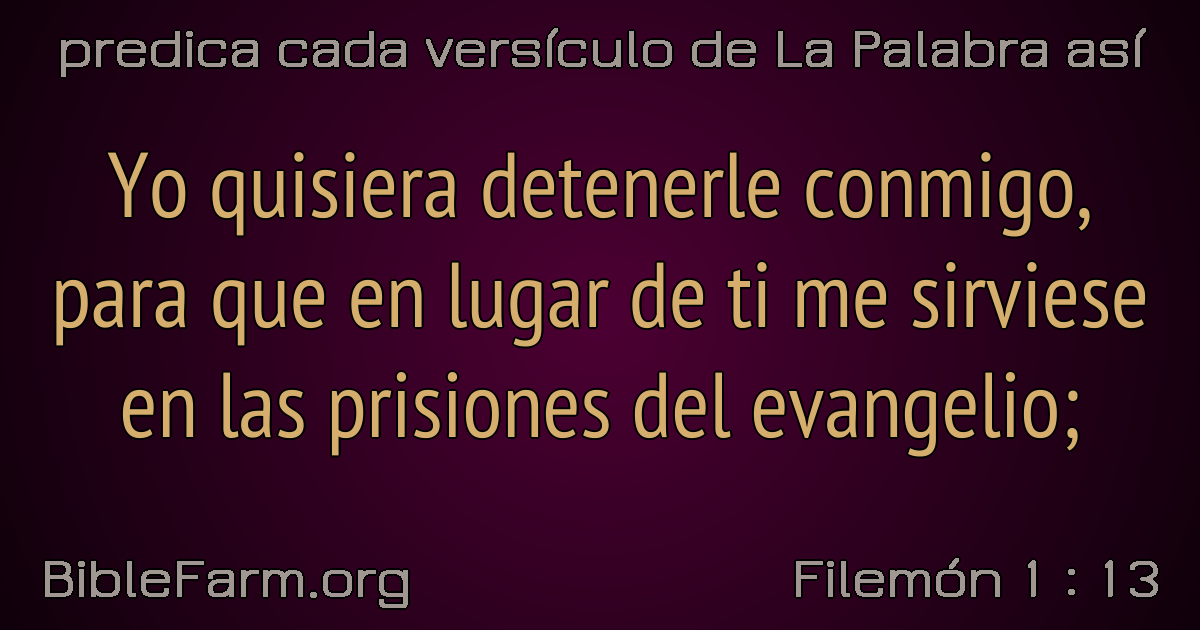 predica cada versículo de La Palabra así
Yo quisiera detenerle conmigo,
para que en lugar de ti me sirviese
en las prisiones del evangelio;
BibleFarm.org
Filemón 1 : 13